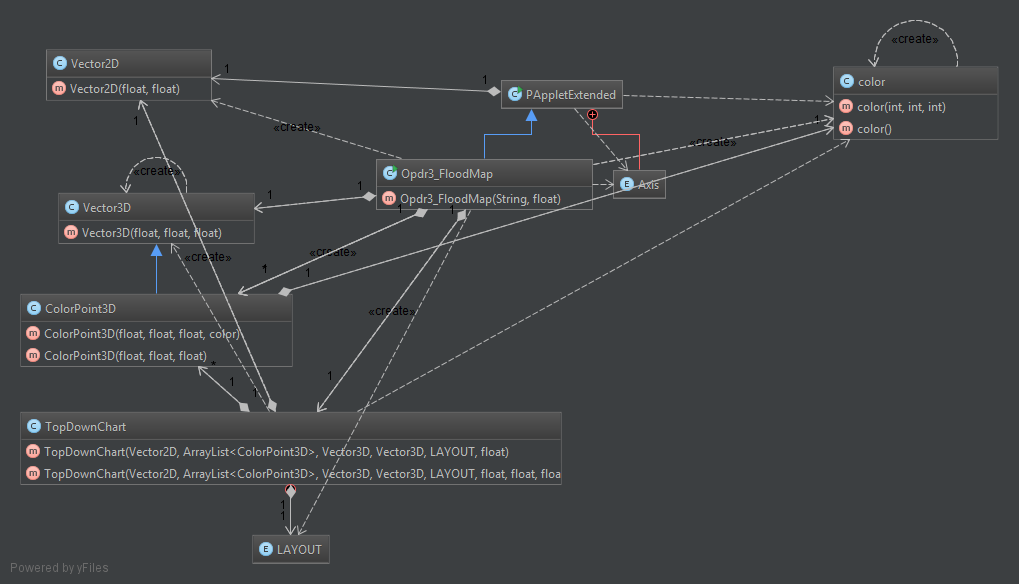 «create»
C Vector2D
m Vector2D(float, float)
1
1
C PAppletExtended
C color
m color(int, int, int)
m color()
1
1
«create»
«create»
«create»
C Opdr3_FloodMap
m Opdr3_FloodMap(String, float)
E Axis
1
1
1
1
C Vector3D
m Vector3D(float, float, float)
«create»
«create»
*
1
C ColorPoint3D
m ColorPoint3D(float, float, float, color)
m ColorPoint3D(float, float, float)
«create»
*
1
1
1
C TopDownChart
m TopDownChart(Vector2D, ArrayList<ColorPoint3D>, Vector3D, Vector3D, LAYOUT, float)
m TopDownChart(Vector2D, ArrayList<ColorPoint3D>, Vector3D, Vector3D, LAYOUT, float, float, floa
1
1
E LAYOUT
Powered by yFiles